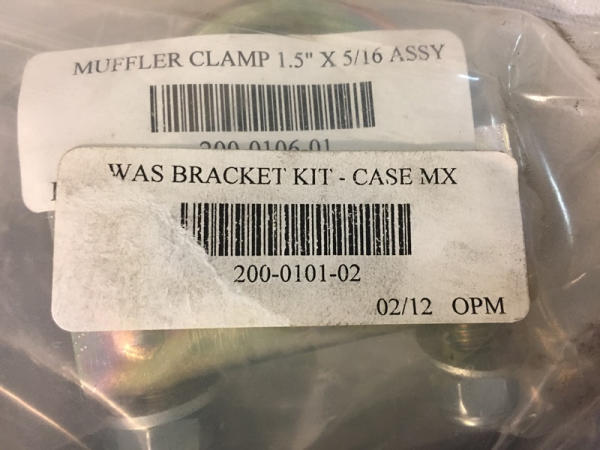 MUFFLER CLAMP 1.5" X 5/16 ASSY
200-0106-01
WAS BRACKET KIT - CASE MX
200-0101-02
02/12 OPM